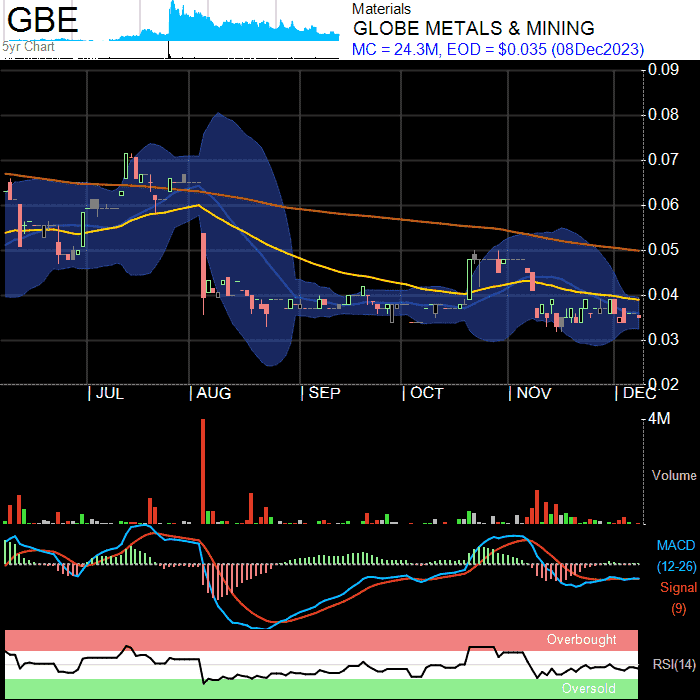 GBE
5yr Chart
Materials
GLOBE METALS & MINING
MC = 24.3M, EOD = $0.035 (08Dec2023)
0.09
0.08
0.07
0.06
0.05
0.04
0.03
0.02
JUL AUG SEP OCT NOV DEC
4M
Volume
MACD
(12-26)
Signal
(9)
Overbought
RSI(14)
Oversold